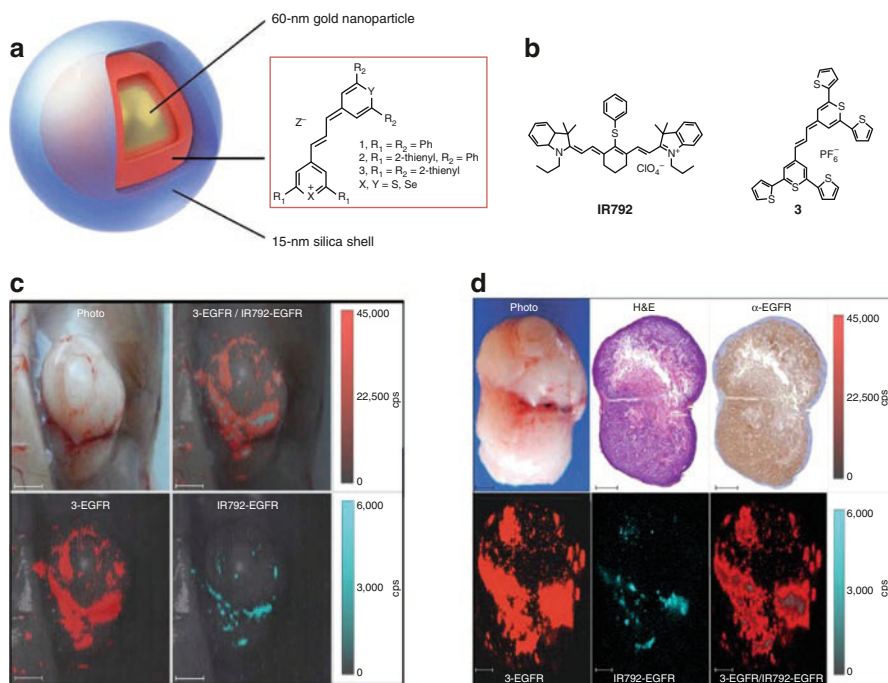 60-nm gold nanoparticle
a
R2
Y
R2
Z−
1, R1 = R2 = Ph
2, R1 = 2-thienyl, R2 = Ph
3, R1 = R2 = 2-thienyl
X, Y = S, Se
R1
X
+
R1
15-nm silica shell
b
S
N
N+
ClO4−
IR792
S
S
S
PF6−
S
S
S
+
3
c
Photo
3-EGFR / IR792-EGFR
45,000
22,500
cps
0
3-EGFR
IR792-EGFR
6,000
3,000
cps
0
d
Photo
H&E
α-EGFR
45,000
22,500
cps
0
6,000
3,000
cps
0
3-EGFR
IR792-EGFR
3-EGFR/IR792-EGFR